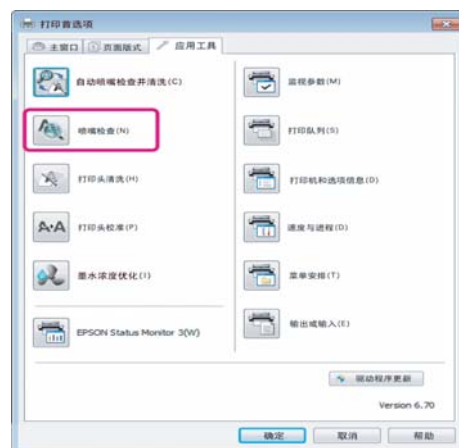 打印首选项
主窗口 页面版式 应用工具
自动喷嘴检查并清洗(C)
喷嘴检查(N)
打印头清洗(H)
打印头校准(P)
墨水浓度优化(I)
EPSON Status Monitor 3(W)
监视参数(M)
打印队列(S)
打印机和选项信息(D)
速度与进程(D)
菜单安排(T)
输出或输入(E)
驱动程序更新
Version 6.70
确定 取消 帮助